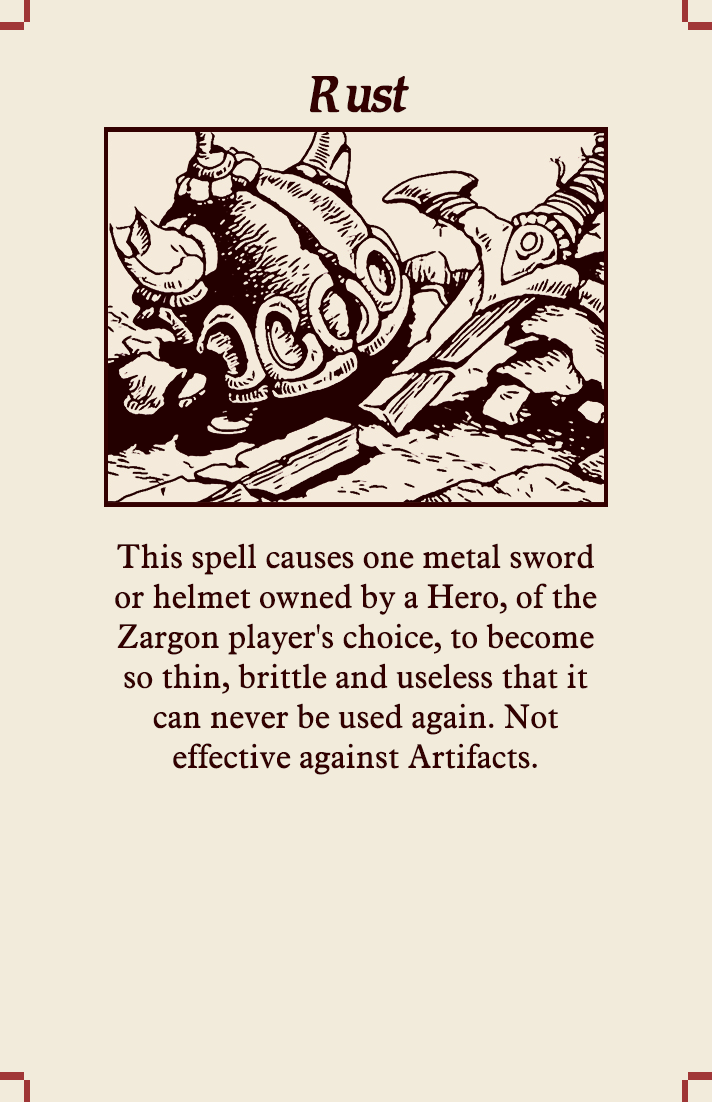 Rust
This spell causes one metal sword
or helmet owned by a Hero, of the
Zargon player's choice, to become
so thin, brittle and useless that it
can never be used again. Not
effective against Artifacts.